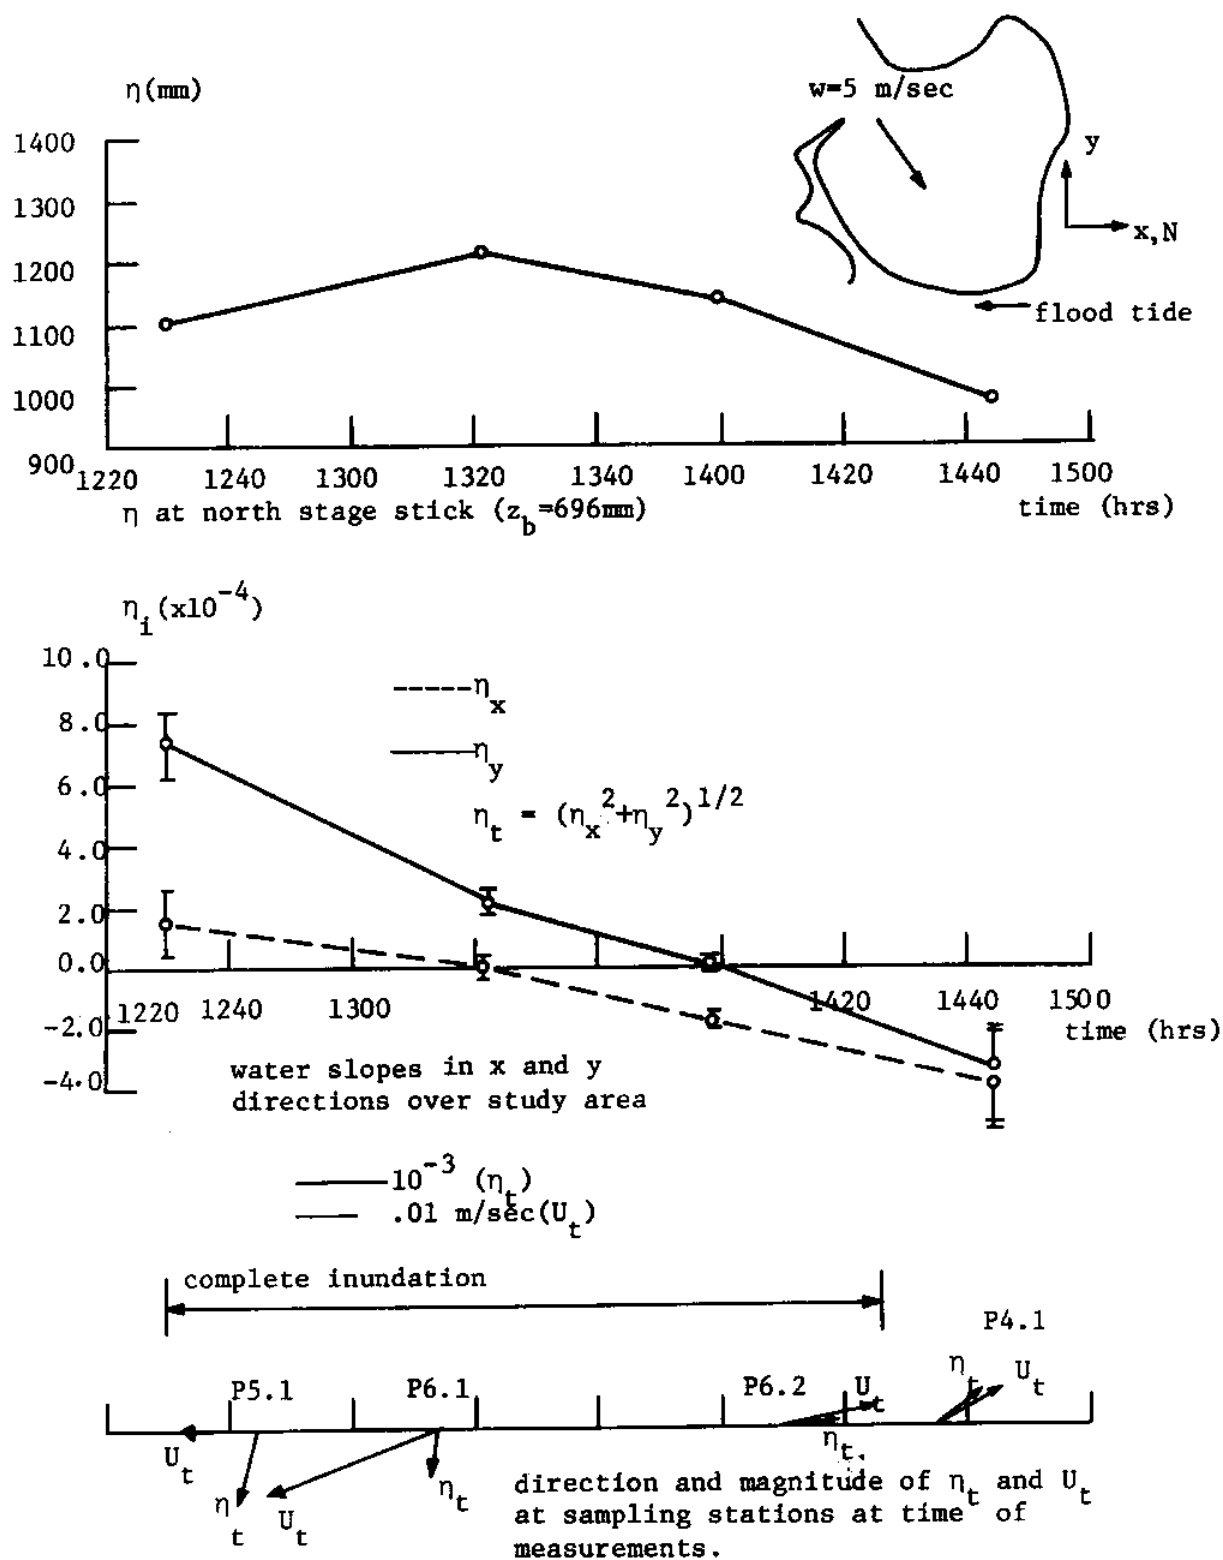 η(mm)
w=5 m/sec
y
x,N
flood tide
1400
1300
1200
1100
1000
900
1220 1240 1300 1320 1340 1400 1420 1440 1500
η at north stage stick (z_b=696mm) time (hrs)
η_i(x10^-4)
10.0
8.0
6.0
4.0
2.0
0.0
-2.0
-4.0
η_x
η_y
η_t = (η_x^2+η_y^2)^1/2
1220 1240 1300 1420 1440 1500
time (hrs)
water slopes in x and y
directions over study area
10^-3 (η_t)
.01 m/sec(U_t)
complete inundation
P5.1 P6.1 P6.2 P4.1
U_t η_t U_t η_t U_t η_t. η_t U_t
direction and magnitude of η_t and U_t
at sampling stations at time of
measurements.